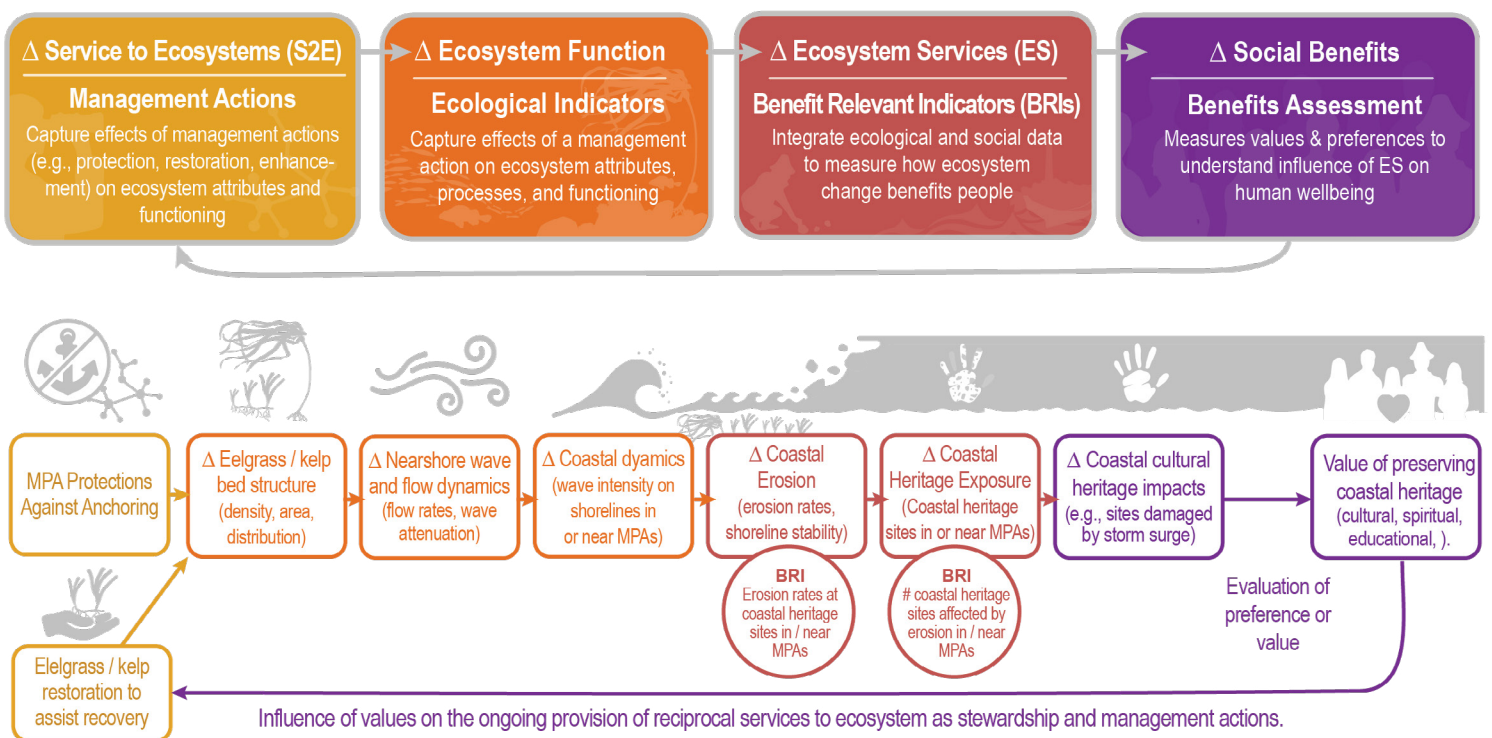 Δ Service to Ecosystems (S2E)
Management Actions
Capture effects of management actions
(e.g., protection, restoration, enhance-
ment) on ecosystem attributes and
functioning
Δ Ecosystem Function
Ecological Indicators
Capture effects of a management
action on ecosystem attributes,
processes, and functioning
Δ Ecosystem Services (ES)
Benefit Relevant Indicators (BRIs)
Integrate ecological and social data
to measure how ecosystem
change benefits people
Δ Social Benefits
Benefits Assessment
Measures values & preferences to
understand influence of ES on
human wellbeing
MPA Protections
Against Anchoring
Δ Eelgrass / kelp
bed structure
(density, area,
distribution)
Δ Nearshore wave
and flow dynamics
(flow rates, wave
attenuation)
Δ Coastal dyamics
(wave intensity on
shorelines in
or near MPAs)
Δ Coastal
Erosion
(erosion rates,
shoreline stability)
BRI
Erosion rates at
coastal heritage
sites in / near
MPAs
Δ Coastal
Heritage Exposure
(Coastal heritage
sites in or near MPAs)
BRI
# coastal heritage
sites affected by
erosion in / near
MPAs
Δ Coastal cultural
heritage impacts
(e.g., sites damaged
by storm surge)
Value of preserving
coastal heritage
(cultural, spiritual,
educational, ).
Evaluation of
preference or
value
Elelgrass / kelp
restoration to
assist recovery
Influence of values on the ongoing provision of reciprocal services to ecosystem as stewardship and management actions.